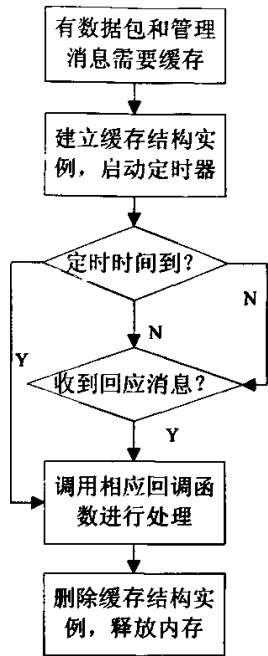 有数据包和管理
消息需要缓存
建立缓存结构实
例，启动定时器
定时时间到？
N
N
Y
收到回应消息？
Y
调用相应回调函
数进行处理
删除缓存结构实
例，释放内存